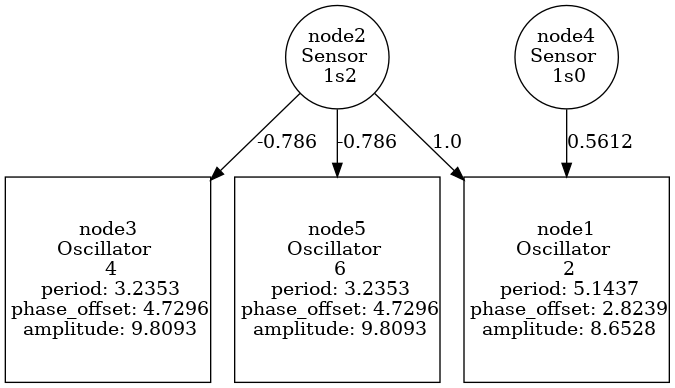 node2
Sensor
1s2
node4
Sensor
1s0
-0.786
-0.786
1.0
0.5612
node3
Oscillator
4
period: 3.2353
phase_offset: 4.7296
amplitude: 9.8093
node5
Oscillator
6
period: 3.2353
phase_offset: 4.7296
amplitude: 9.8093
node1
Oscillator
2
period: 5.1437
phase_offset: 2.8239
amplitude: 8.6528